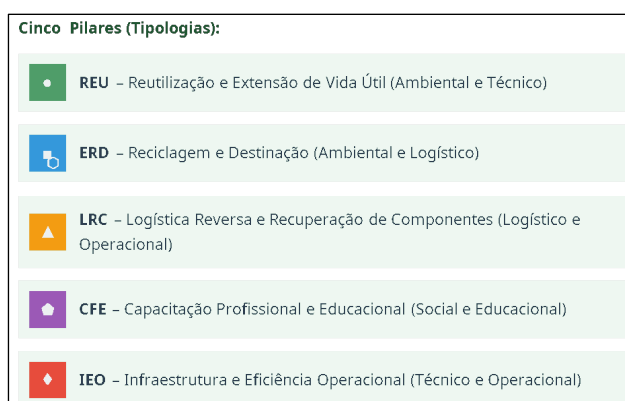 Cinco Pilares (Tipologias):
REU – Reutilização e Extensão de Vida Útil (Ambiental e Técnico)
ERD – Reciclagem e Destinação (Ambiental e Logístico)
LRC – Logística Reversa e Recuperação de Componentes (Logístico e
Operacional)
CFE – Capacitação Profissional e Educacional (Social e Educacional)
IEO – Infraestrutura e Eficiência Operacional (Técnico e Operacional)